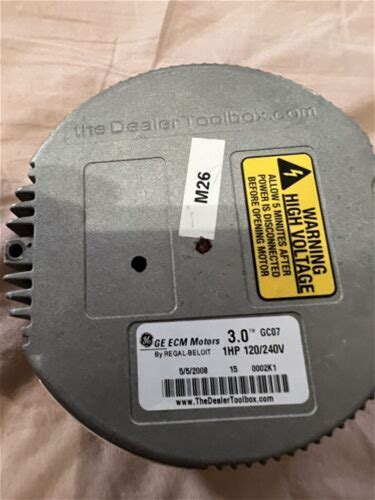 theDealerToolbox.com
M26
WARNING
HIGH VOLTAGE
ALLOW 5 MINUTES AFTER
POWER IS DISCONNECTED
BEFORE OPENING MOTOR
GE ECM Motors 3.0™ GC07
By REGAL-BELOIT 1HP 120/240V
5/5/2008 15 0002K1
www.TheDealerToolbox.com